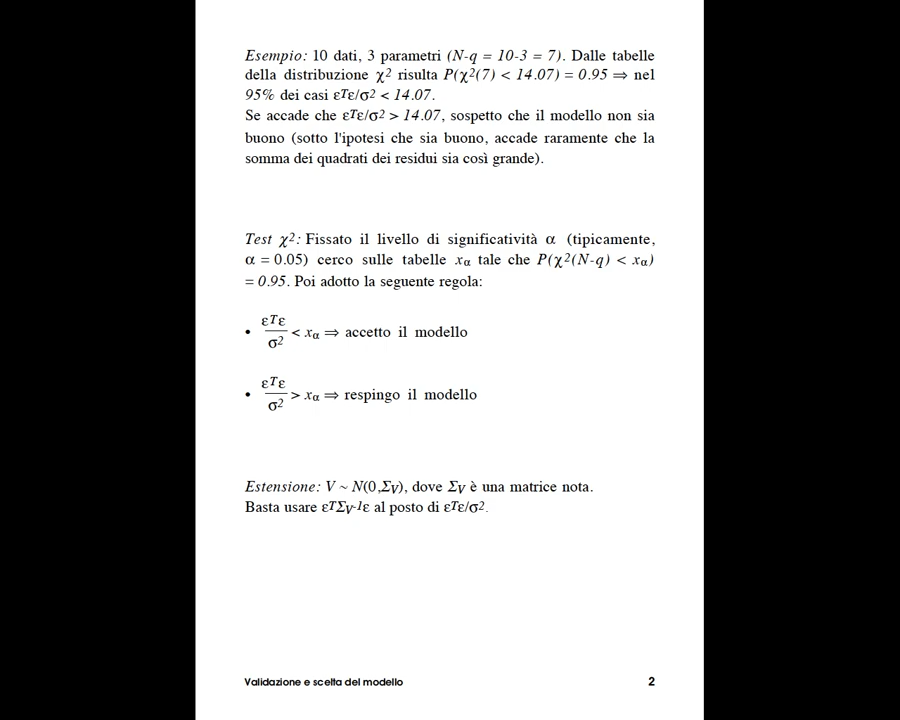 Esempio: 10 dati, 3 parametri (N-q = 10-3 = 7). Dalle tabelle
della distribuzione χ² risulta P(χ²(7) < 14.07) = 0.95 ⇒ nel
95% dei casi εᵀε/σ² < 14.07.
Se accade che εᵀε/σ² > 14.07, sospetto che il modello non sia
buono (sotto l'ipotesi che sia buono, accade raramente che la
somma dei quadrati dei residui sia così grande).
Test χ²: Fissato il livello di significatività α (tipicamente,
α = 0.05) cerco sulle tabelle xα tale che P(χ²(N-q) < xα)
= 0.95. Poi adotto la seguente regola:
• εᵀε/σ² < xα ⇒ accetto il modello
• εᵀε/σ² > xα ⇒ respingo il modello
Estensione: V ~ N(0,ΣV), dove ΣV è una matrice nota.
Basta usare εᵀΣV⁻¹ε al posto di εᵀε/σ².
Validazione e scelta del modello 2